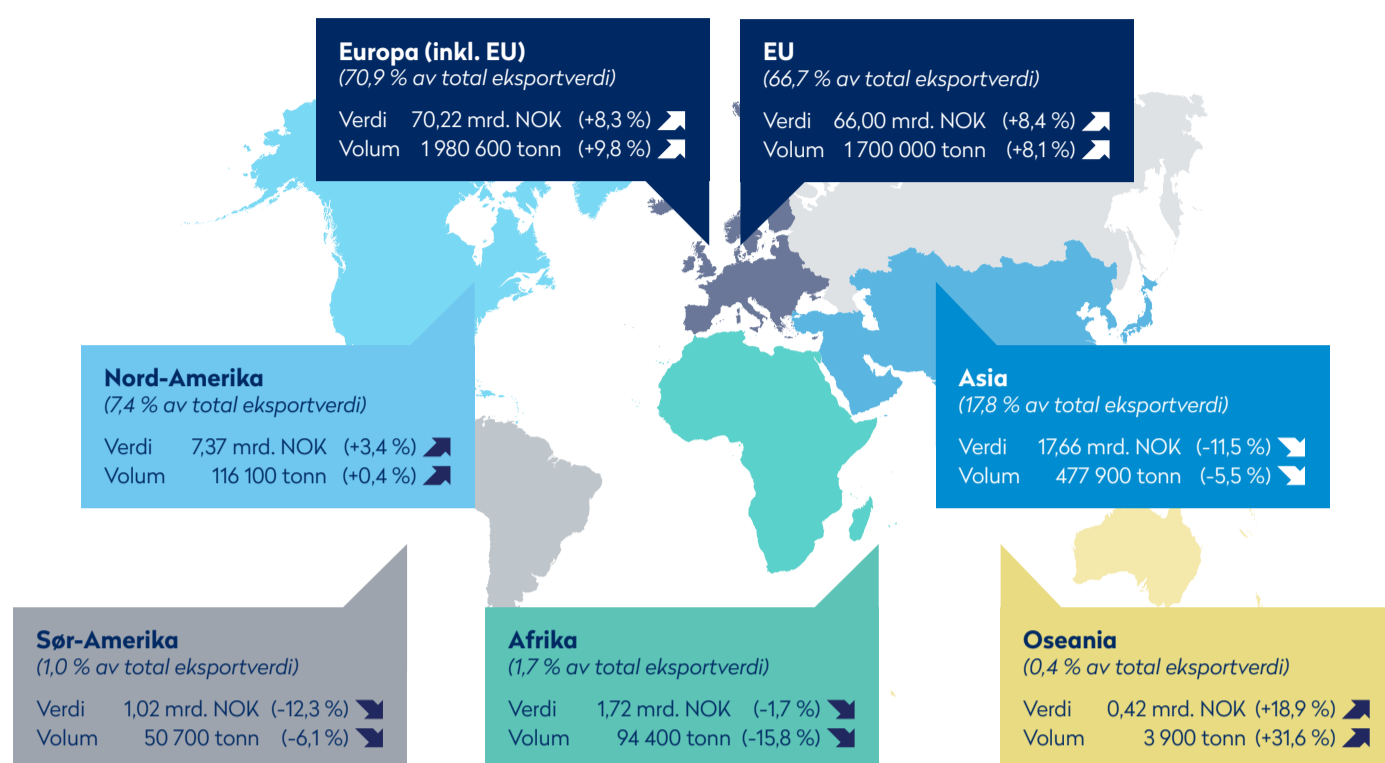 Europa (inkl. EU)
(70,9 % av total eksportverdi)
Verdi 70,22 mrd. NOK (+8,3 %)
Volum 1 980 600 tonn (+9,8 %)
EU
(66,7 % av total eksportverdi)
Verdi 66,00 mrd. NOK (+8,4 %)
Volum 1 700 000 tonn (+8,1 %)
Nord-Amerika
(7,4 % av total eksportverdi)
Verdi 7,37 mrd. NOK (+3,4 %)
Volum 116 100 tonn (+0,4 %)
Asia
(17,8 % av total eksportverdi)
Verdi 17,66 mrd. NOK (-11,5 %)
Volum 477 900 tonn (-5,5 %)
Sør-Amerika
(1,0 % av total eksportverdi)
Verdi 1,02 mrd. NOK (-12,3 %)
Volum 50 700 tonn (-6,1 %)
Afrika
(1,7 % av total eksportverdi)
Verdi 1,72 mrd. NOK (-1,7 %)
Volum 94 400 tonn (-15,8 %)
Oseania
(0,4 % av total eksportverdi)
Verdi 0,42 mrd. NOK (+18,9 %)
Volum 3 900 tonn (+31,6 %)